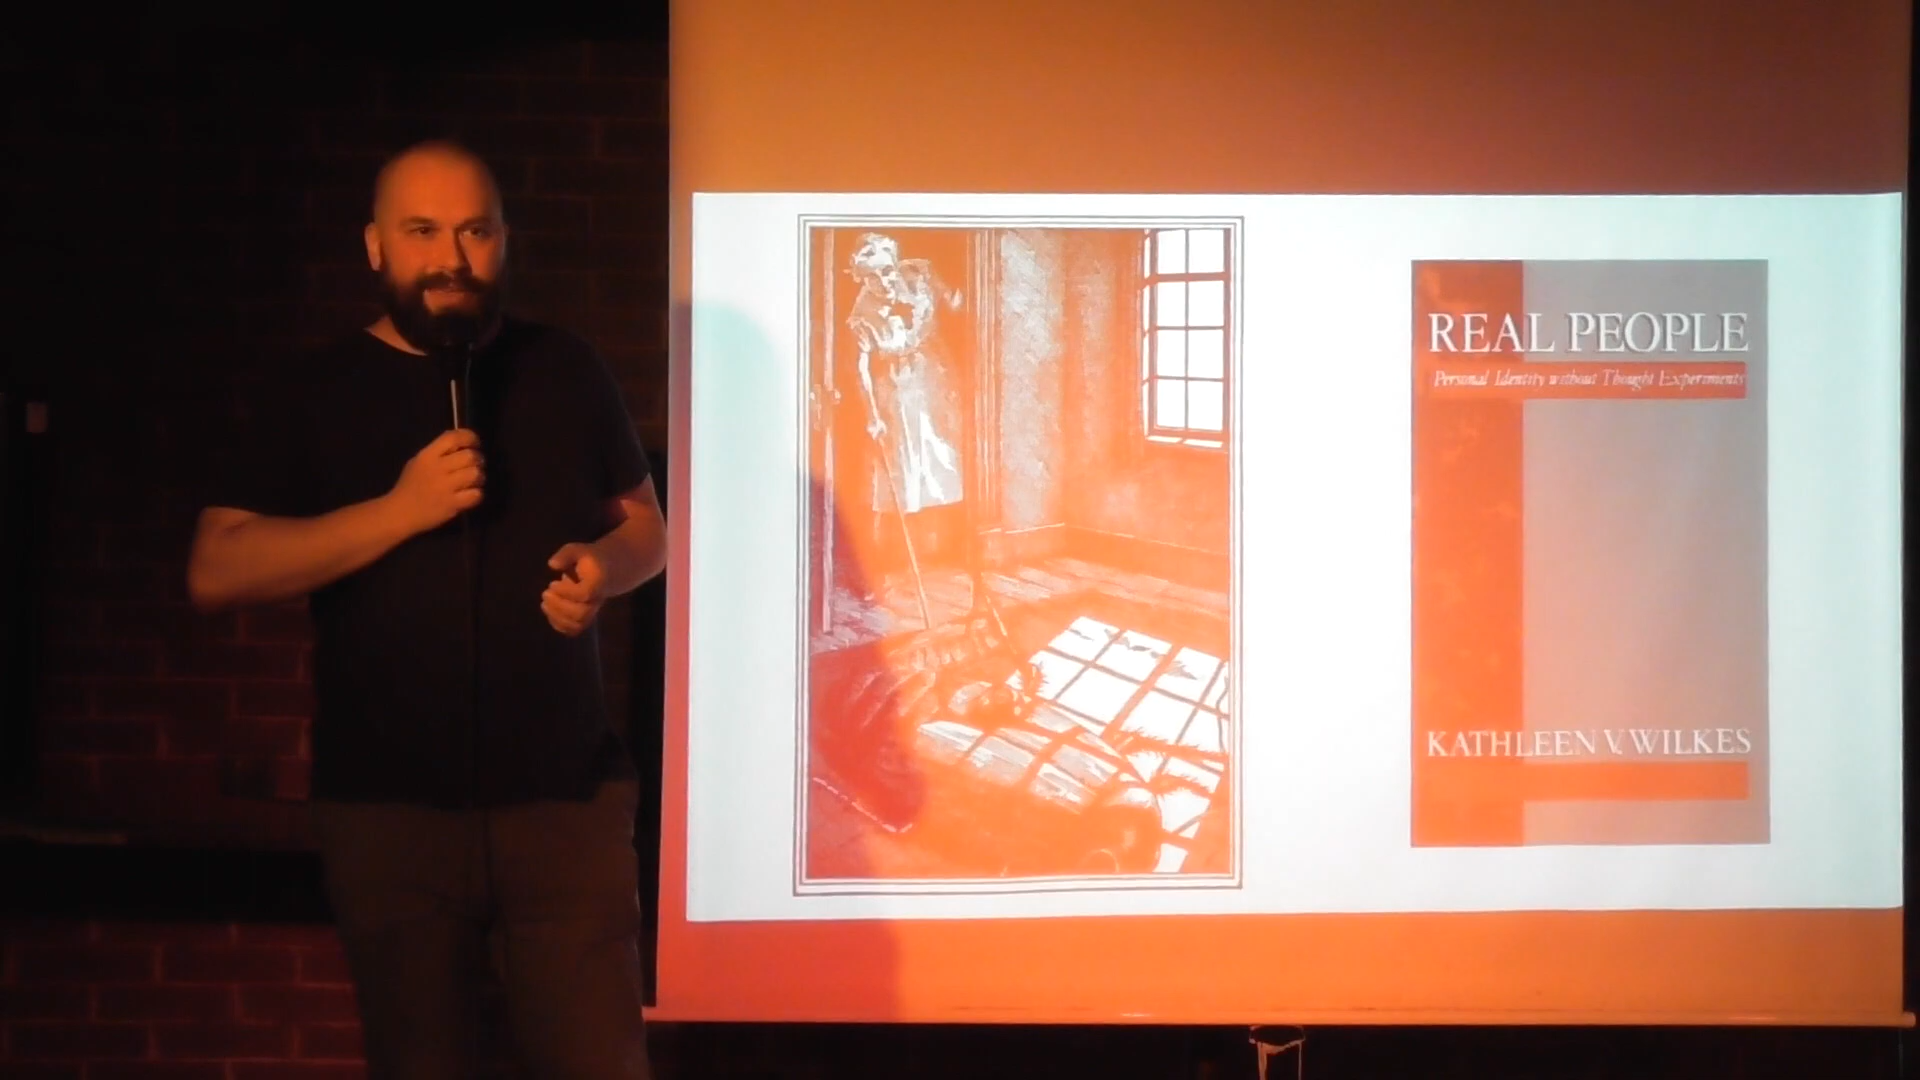 REAL PEOPLE
Personal Identity without Thought Experiments
KATHLEEN V. WILKES